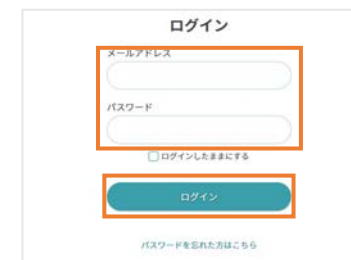 ログイン
メールアドレス
パスワード
ログインしたままにする
ログイン
パスワードを忘れた方はこちら